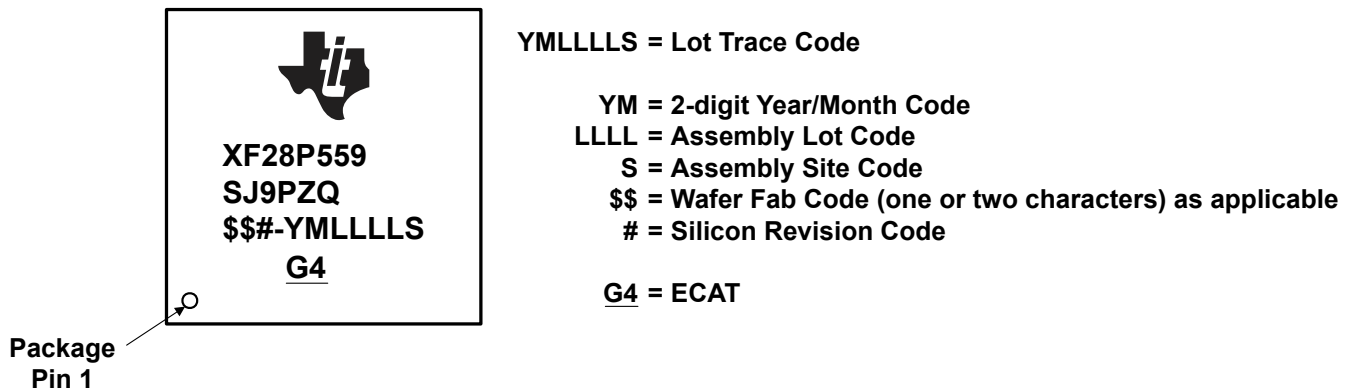 XF28P559
SJ9PZQ
$$#-YMLLLLS
G4
Package
Pin 1
YMLLLLS = Lot Trace Code
YM = 2-digit Year/Month Code
LLLL = Assembly Lot Code
S = Assembly Site Code
$$ = Wafer Fab Code (one or two characters) as applicable
# = Silicon Revision Code
G4 = ECAT